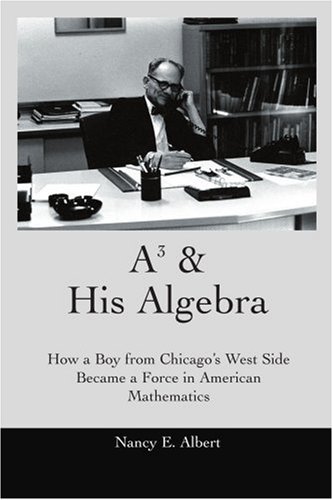 A³ &
His Algebra
How a Boy from Chicago's West Side
Became a Force in American
Mathematics
Nancy E. Albert